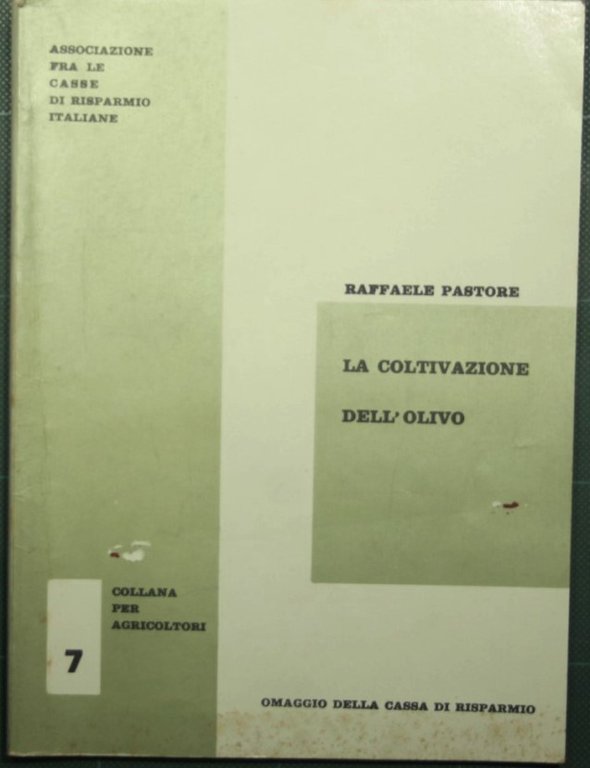 ASSOCIAZIONE
FRA LE
CASSE
DI RISPARMIO
ITALIANE
RAFFAELE PASTORE
LA COLTIVAZIONE
DELL'OLIVO
COLLANA
PER
AGRICOLTORI
7
OMAGGIO DELLA CASSA DI RISPARMIO